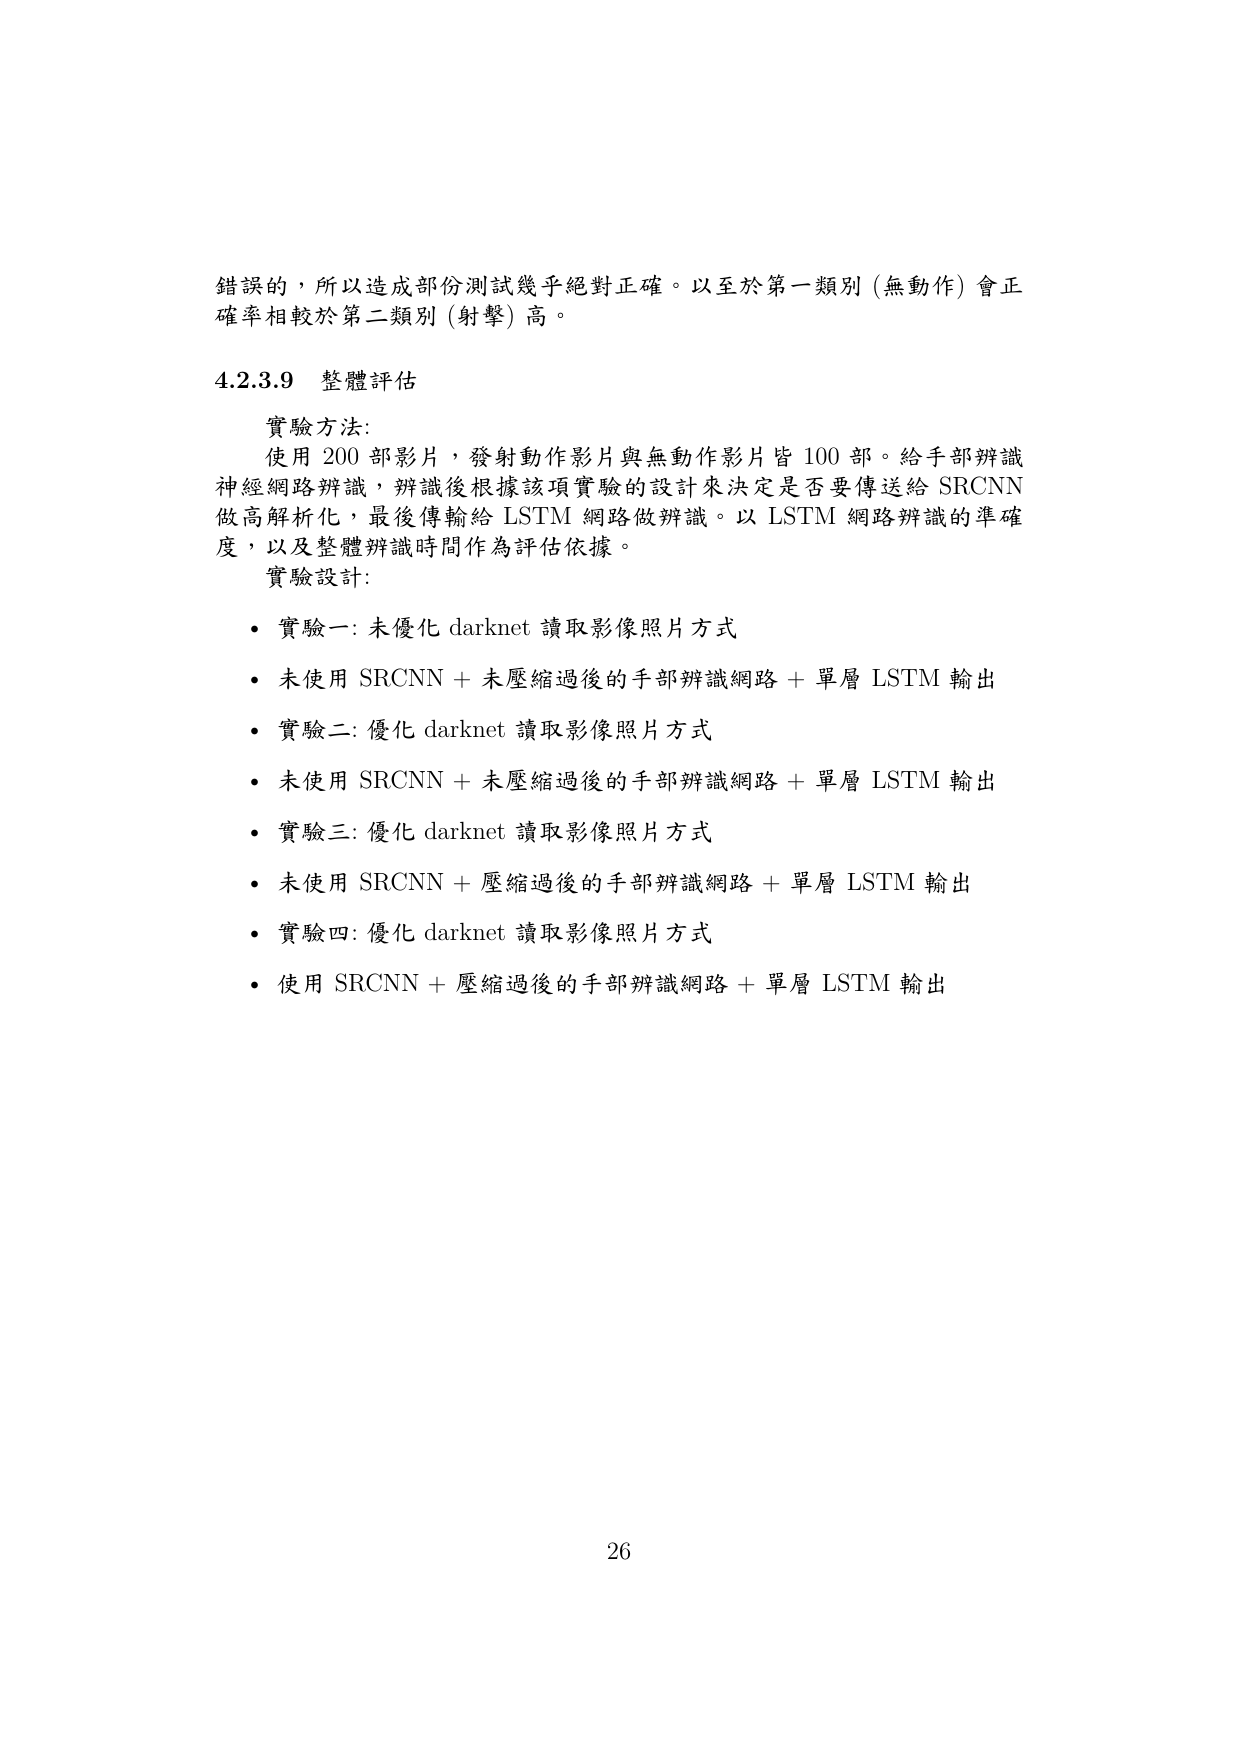 錯誤的，所以造成部份測試幾乎絕對正確。以至於第一類別 (無動作) 會正
確率相較於第二類別 (射擊) 高。
4.2.3.9 整體評估
實驗方法:
使用 200 部影片，發射動作影片與無動作影片皆 100 部。給手部辨識
神經網路辨識，辨識後根據該項實驗的設計來決定是否要傳送給 SRCNN
做高解析化，最後傳輸給 LSTM 網路做辨識。以 LSTM 網路辨識的準確
度，以及整體辨識時間作為評估依據。
實驗設計:
• 實驗一: 未優化 darknet 讀取影像照片方式
• 未使用 SRCNN + 未壓縮過後的手部辨識網路 + 單層 LSTM 輸出
• 實驗二: 優化 darknet 讀取影像照片方式
• 未使用 SRCNN + 未壓縮過後的手部辨識網路 + 單層 LSTM 輸出
• 實驗三: 優化 darknet 讀取影像照片方式
• 未使用 SRCNN + 壓縮過後的手部辨識網路 + 單層 LSTM 輸出
• 實驗四: 優化 darknet 讀取影像照片方式
• 使用 SRCNN + 壓縮過後的手部辨識網路 + 單層 LSTM 輸出
26